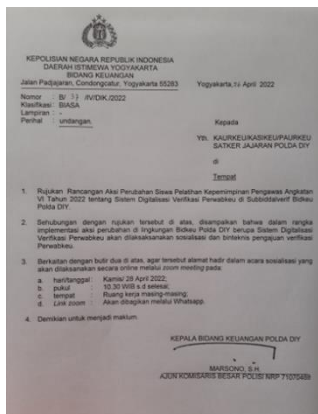 KEPOLISIAN NEGARA REPUBLIK INDONESIA
DAERAH ISTIMEWA YOGYAKARTA
BIDANG KEUANGAN
Jalan Padjajaran, Condongcatur, Yogyakarta 55283
Yogyakarta, April 2022
Nomor : B/ /IV/DIK./2022
Klasifikasi : BIASA
Lampiran : -
Perihal : undangan.
Kepada
Yth. KAURKEU/KASIKEU/PAURKEU
SATKER JAJARAN POLDA DIY
di
Tempat
1. Rujukan Rancangan Aksi Perubahan Siswa Pelatihan Kepemimpinan Pengawas Angkatan
VI Tahun 2022 tentang Sistem Digitalisasi Verifikasi Perwabkeu di Subbiddalverif Bidkeu
Polda DIY
2. Sehubungan dengan rujukan tersebut di atas, disampaikan bahwa dalam rangka
implementasi aksi perubahan di lingkungan Bidkeu Polda DIY berupa Sistem Digitalisasi
Verifikasi Perwabkeu akan dilaksanakan sosialisasi dan bimteknis pengajuan verifikasi
Perwabkeu.
3. Berkaitan dengan butir dua di atas, agar tersebut alamat hadir dalam acara sosialisasi yang
akan dilaksanakan secara online melalui zoom meeting pada:
a. hari/tanggal : Kamis/ 28 April 2022;
b. pukul : 10.30 WIB s.d selesai;
c. tempat : Ruang kerja masing-masing;
d. Link zoom : Akan dibagikan melalui Whatsapp.
4. Demikian untuk menjadi maklum.
KEPALA BIDANG KEUANGAN POLDA DIY
MARSONO, S.H.
AJUN KOMISARIS BESAR POLISI NRP 71070469